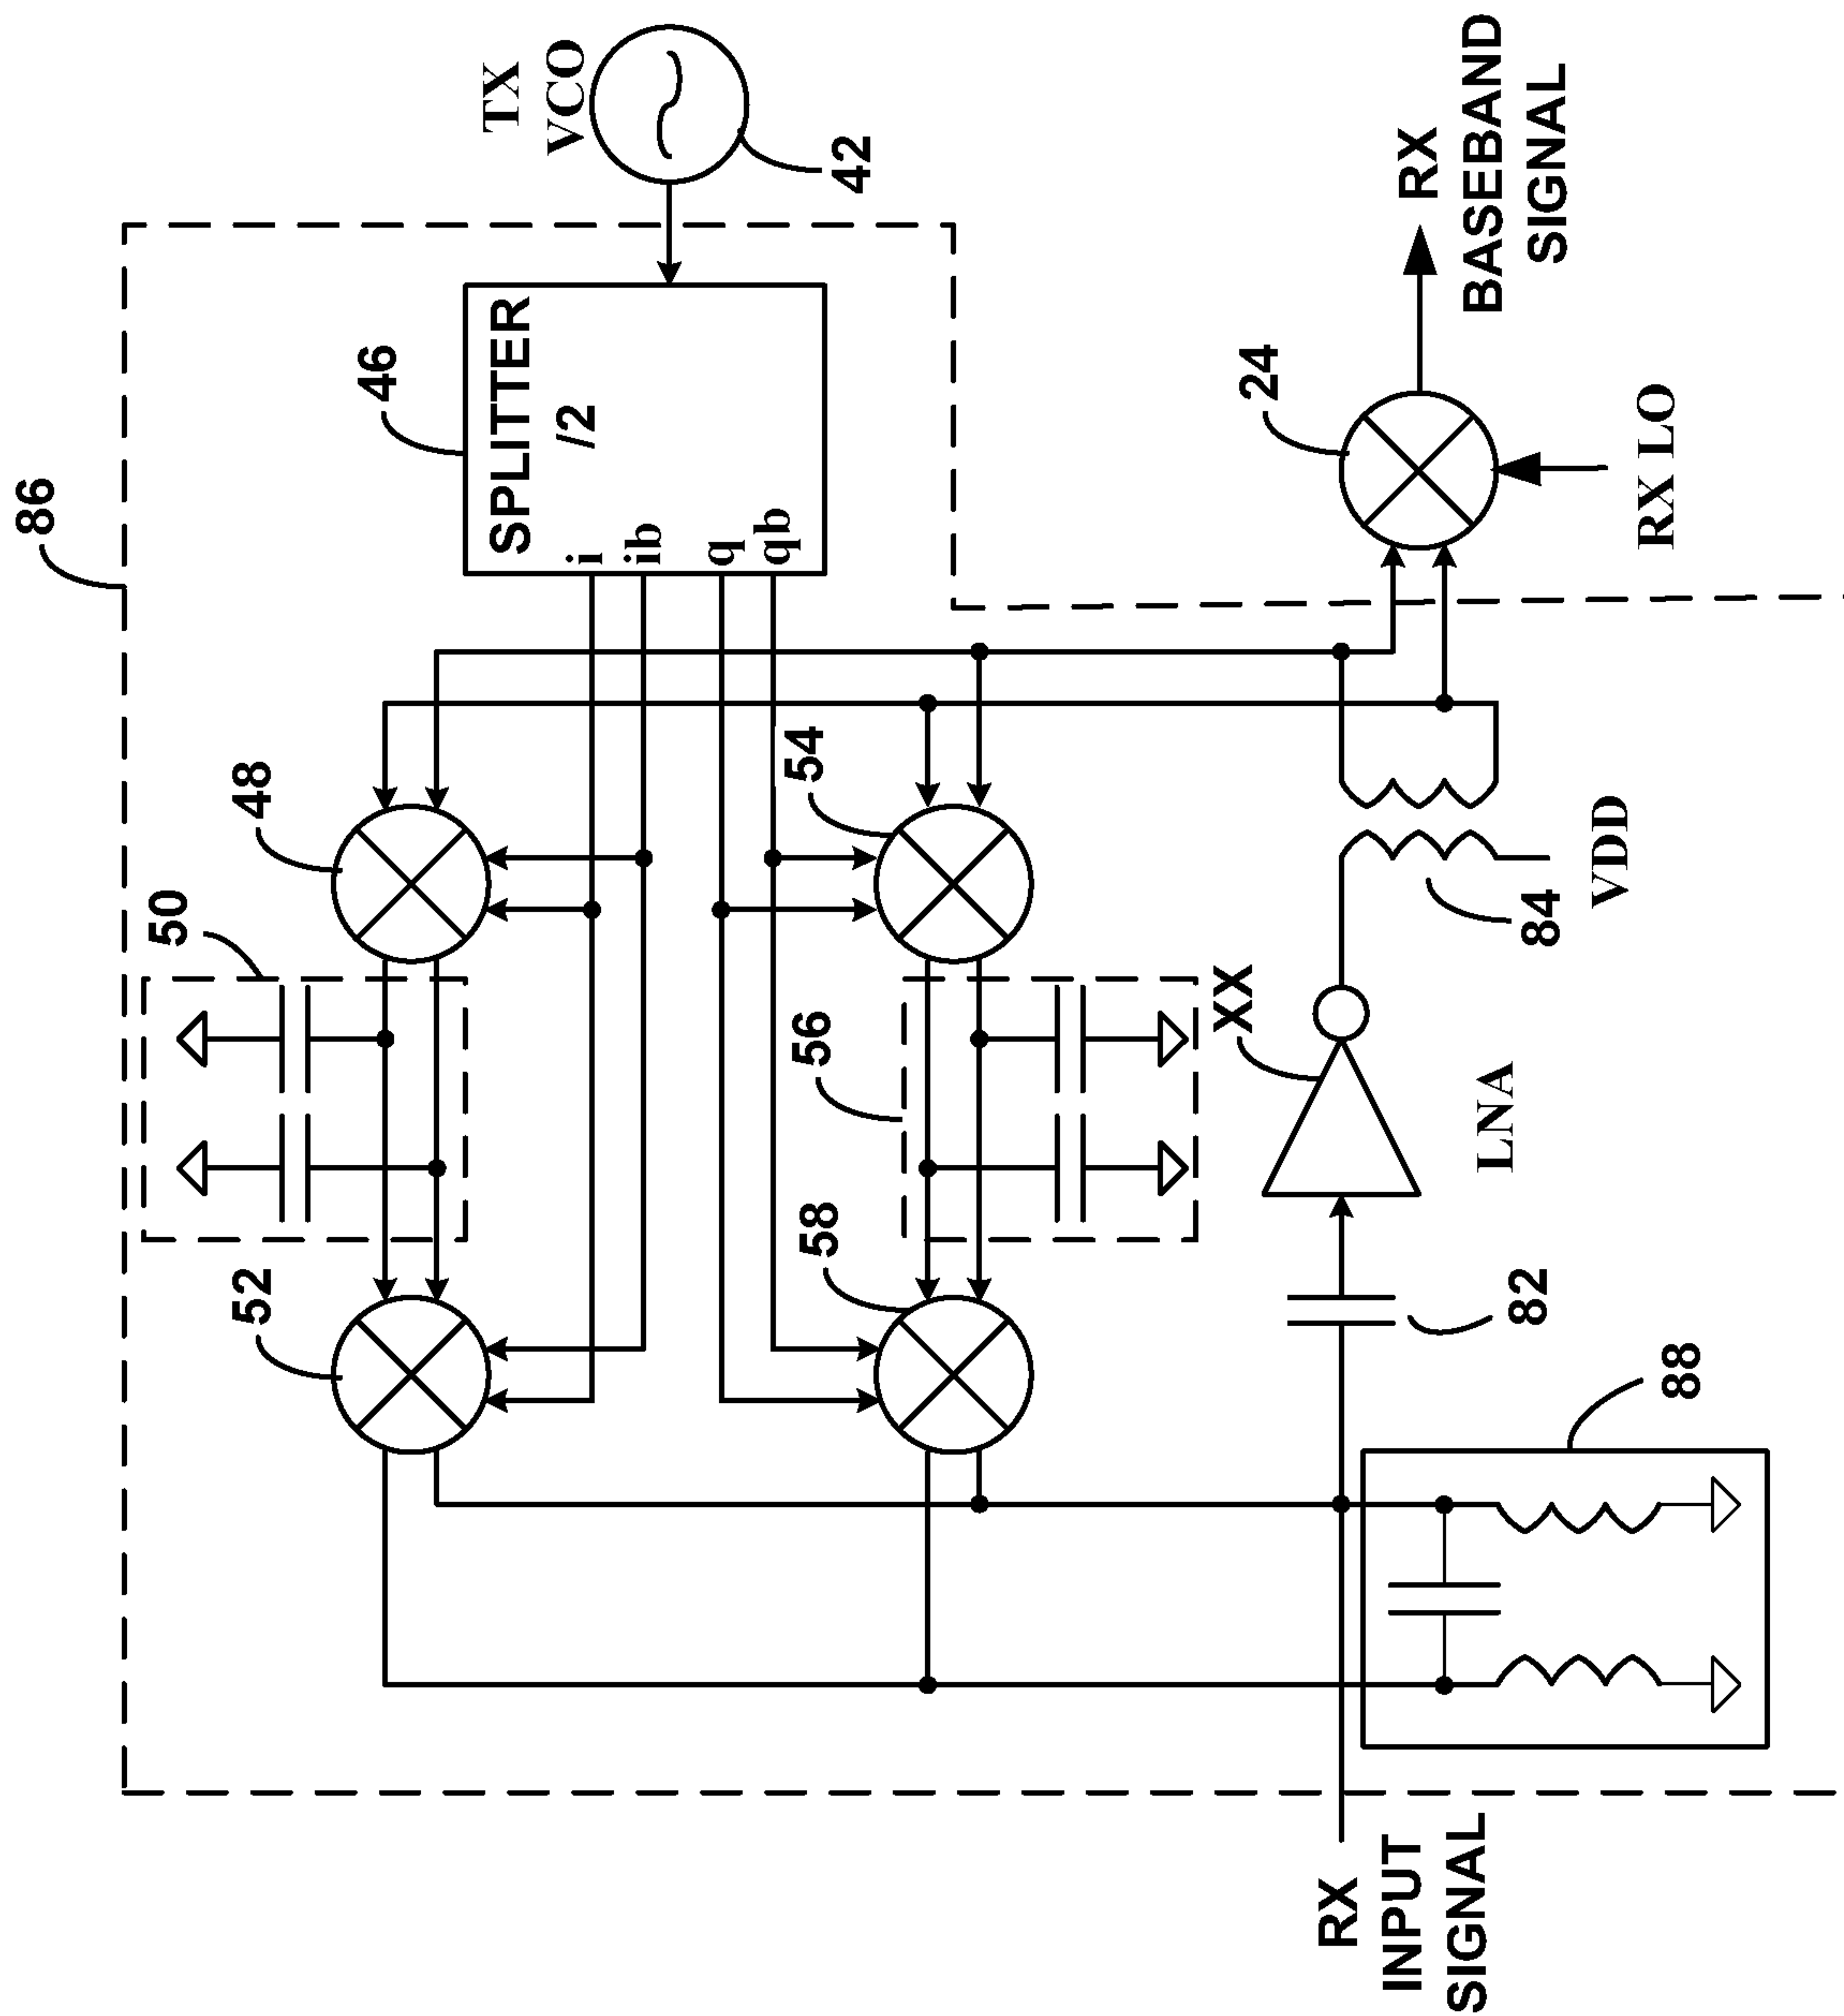 86
46
SPLITTER
/2
i
ib
q
qb
TX
VCO
42
48
50
52
54
56
58
24
RX
BASEBAND
SIGNAL
RX LO
XX
LNA
84
VDD
82
88
RX
INPUT
SIGNAL